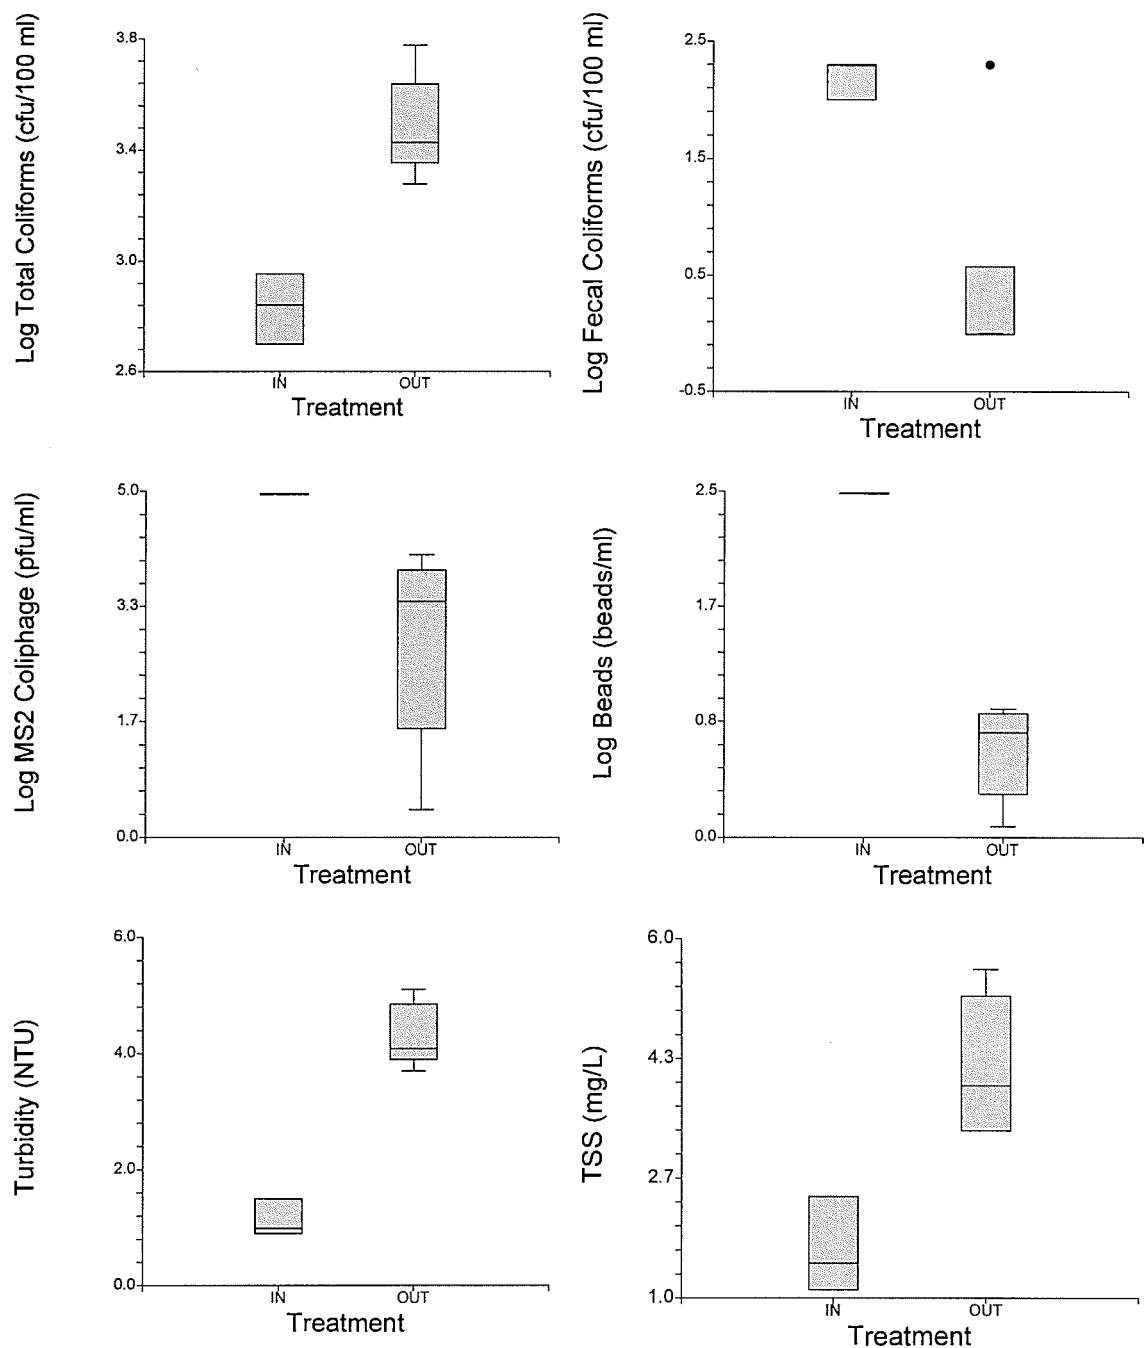 Log Total Coliforms (cfu/100 ml)
3.8
3.4
3.0
2.6
IN
OUT
Treatment
Log Fecal Coliforms (cfu/100 ml)
2.5
1.5
0.5
-0.5
IN
OUT
Treatment
Log MS2 Coliphage (pfu/ml)
5.0
3.3
1.7
0.0
IN
OUT
Treatment
Log Beads (beads/ml)
2.5
1.7
0.8
0.0
IN
OUT
Treatment
Turbidity (NTU)
6.0
4.0
2.0
0.0
IN
OUT
Treatment
TSS (mg/L)
6.0
4.3
2.7
1.0
IN
OUT
Treatment